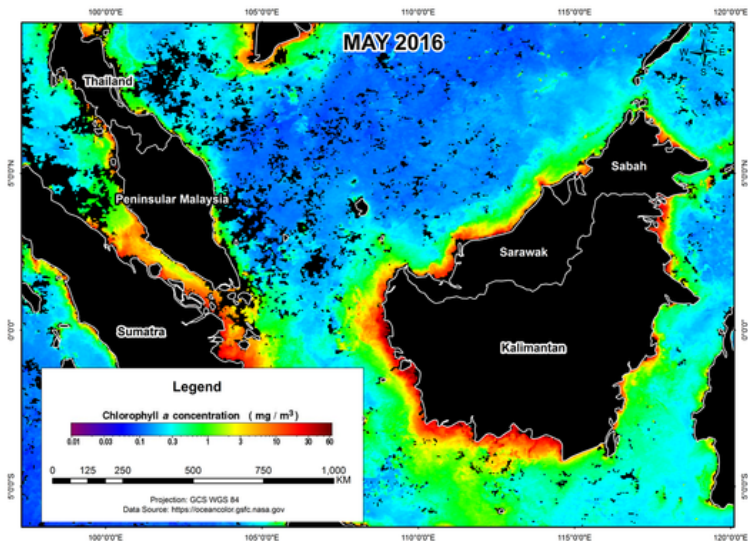 MAY 2016
N
W E
S
Thailand
Peninsular Malaysia
Sumatra
Sabah
Sarawak
Kalimantan
Legend
Chlorophyll a concentration ( mg / m³ )
0.01 0.03 0.1 0.3 1 3 10 30 60
0 125 250 500 750 1,000
KM
Projection: GCS WGS 84
Data Source: https://oceancolor.gsfc.nasa.gov
100°0'0"E 105°0'0"E 110°0'0"E 115°0'0"E 120°0'0"E
100°0'0"E 105°0'0"E 110°0'0"E 115°0'0"E 120°0'0"E
5°0'0"N
0°0'0"
5°0'0"S
5°0'0"N
0°0'0"
5°0'0"S